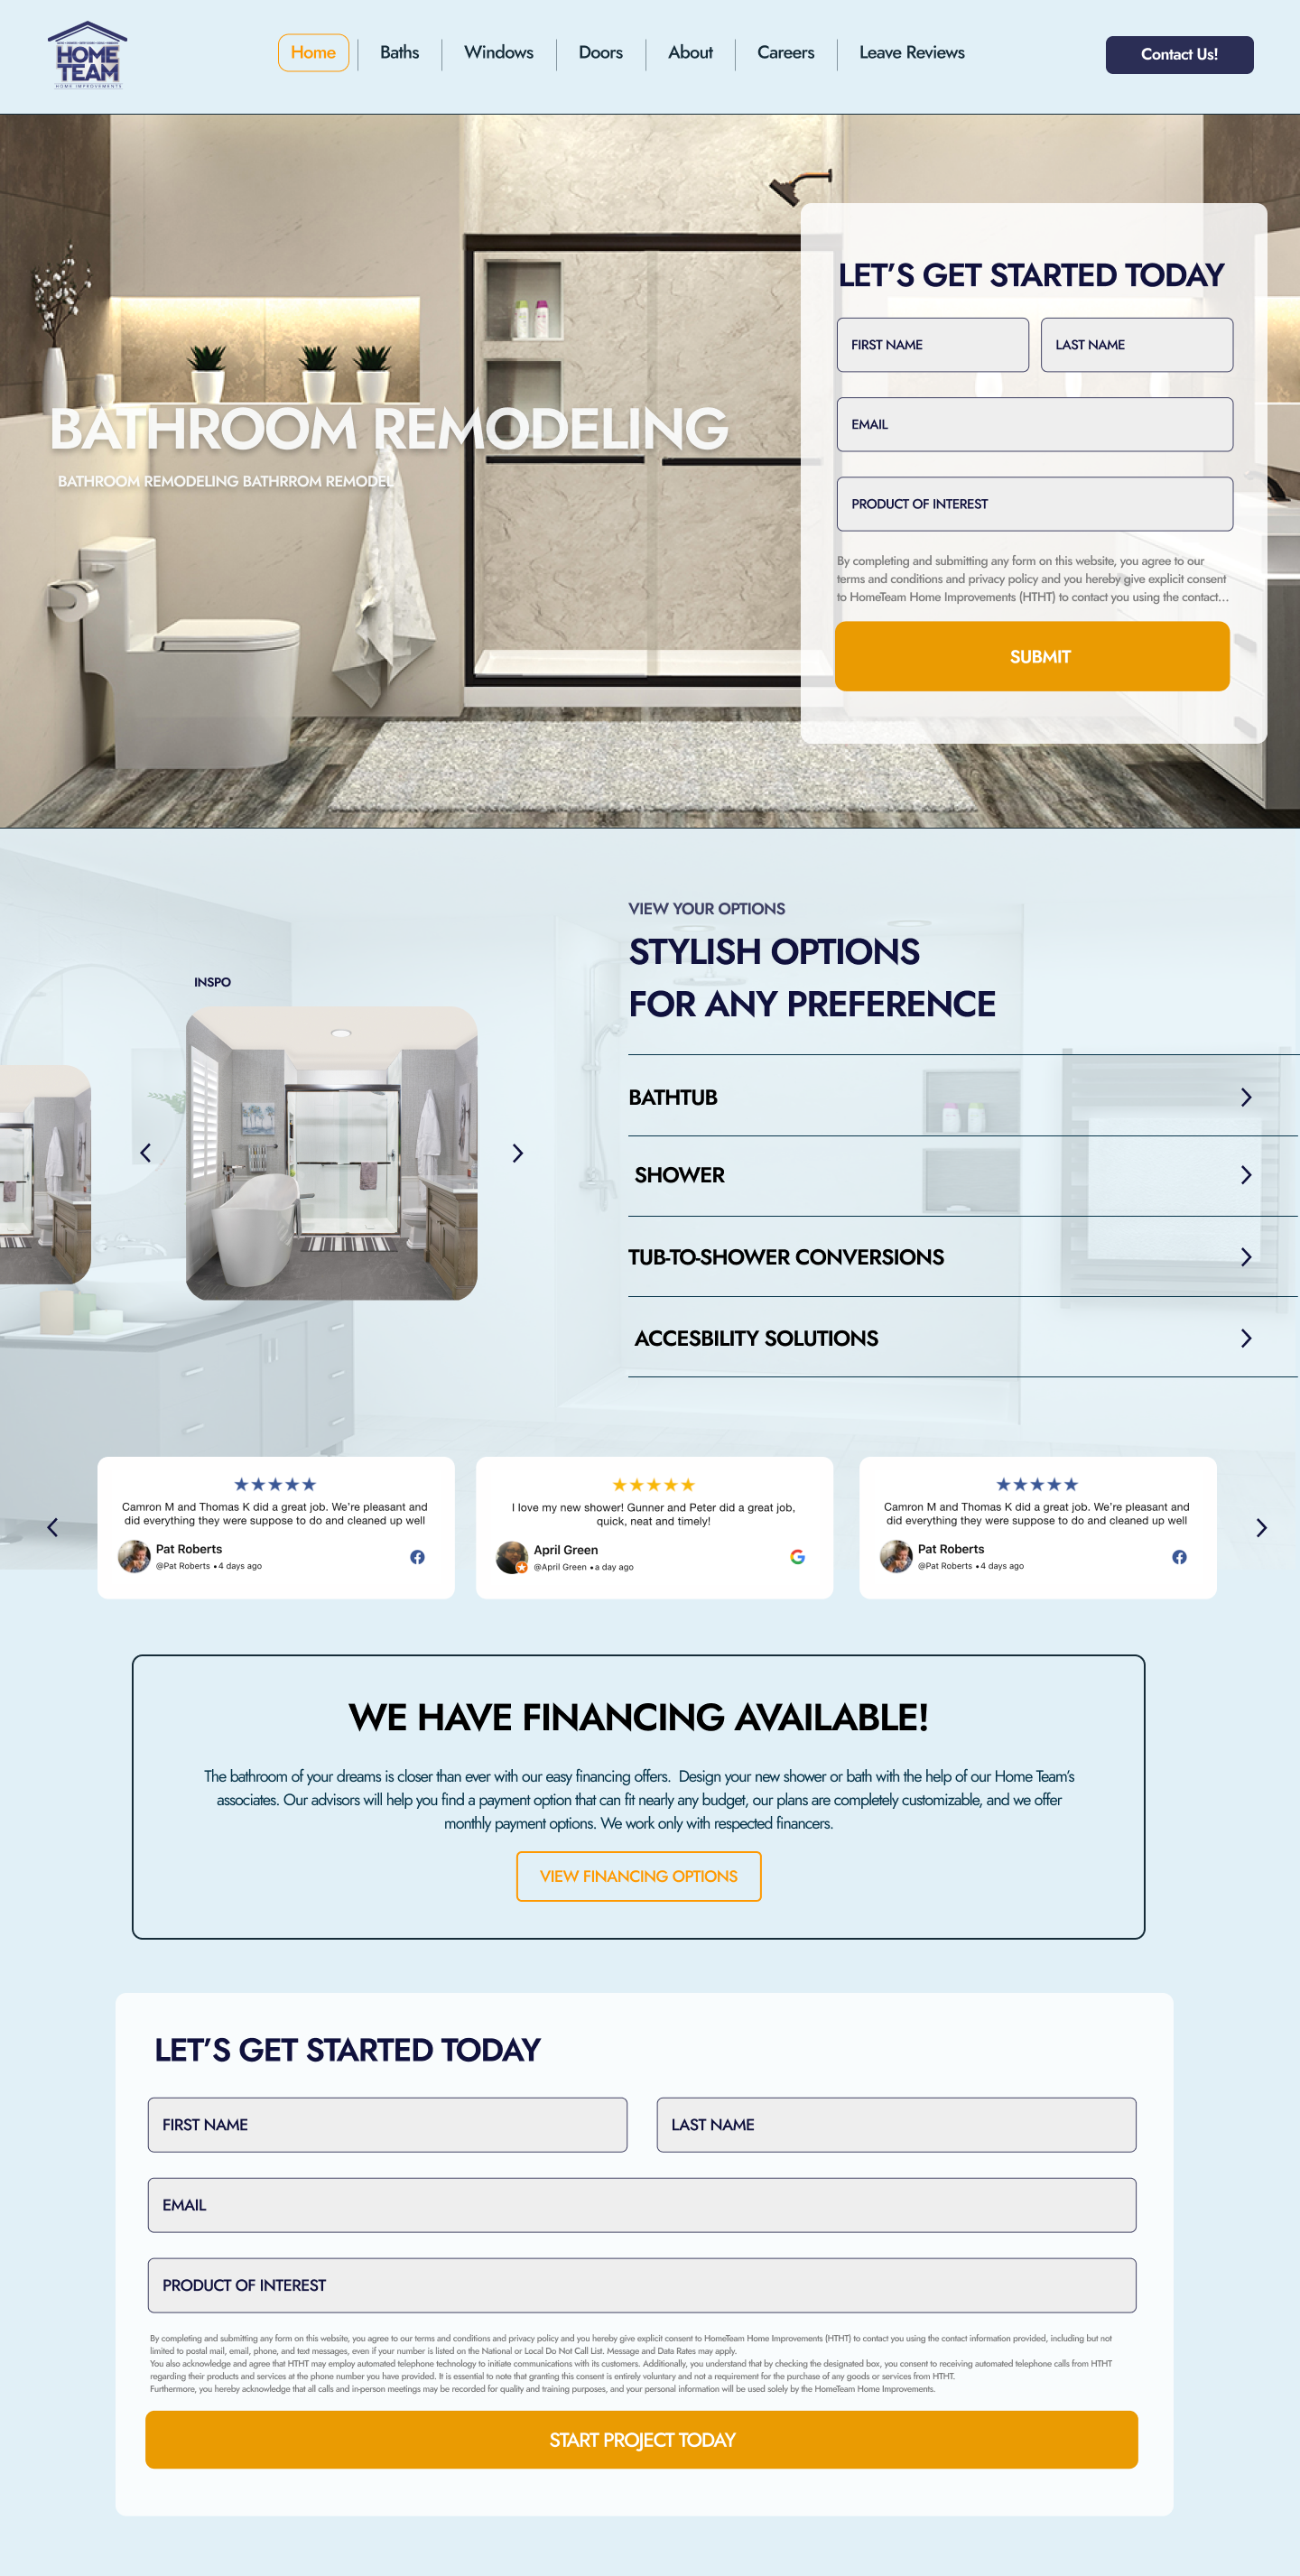 HOME
TEAM
HOME IMPROVEMENTS
Home
Baths
Windows
Doors
About
Careers
Leave Reviews
Contact Us!
LET’S GET STARTED TODAY
FIRST NAME
LAST NAME
EMAIL
PRODUCT OF INTEREST
By completing and submitting any form on this website, you agree to our
terms and conditions and privacy policy and you hereby give explicit consent
to HomeTeam Home Improvements (HTHT) to contact you using the contact...
SUBMIT
BATHROOM REMODELING
BATHROOM REMODELING BATHRROM REMODEL
VIEW YOUR OPTIONS
STYLISH OPTIONS
FOR ANY PREFERENCE
INSPO
BATHTUB
SHOWER
TUB-TO-SHOWER CONVERSIONS
ACCESBILITY SOLUTIONS
Camron M and Thomas K did a great job. We’re pleasant and
did everything they were suppose to do and cleaned up well
Pat Roberts
@Pat Roberts • 4 days ago
I love my new shower! Gunner and Peter did a great job,
quick, neat and timely!
April Green
@April Green • a day ago
Camron M and Thomas K did a great job. We’re pleasant and
did everything they were suppose to do and cleaned up well
Pat Roberts
@Pat Roberts • 4 days ago
WE HAVE FINANCING AVAILABLE!
The bathroom of your dreams is closer than ever with our easy financing offers. Design your new shower or bath with the help of our Home Team’s
associates. Our advisors will help you find a payment option that can fit nearly any budget, our plans are completely customizable, and we offer
monthly payment options. We work only with respected financers.
VIEW FINANCING OPTIONS
LET’S GET STARTED TODAY
FIRST NAME
LAST NAME
EMAIL
PRODUCT OF INTEREST
By completing and submitting any form on this website, you agree to our terms and conditions and privacy policy and you hereby give explicit consent to HomeTeam Home Improvements (HTHT) to contact you using the contact information provided, including but not
limited to postal mail, email, phone, and text messages, even if your number is listed on the National or Local Do Not Call List. Message and Data Rates may apply.
You also acknowledge and agree that HTHT may employ automated telephone technology to initiate communications with its customers. Additionally, you understand that by checking the designated box, you consent to receiving automated telephone calls from HTHT
regarding their products and services at the phone number you have provided. It is essential to note that granting this consent is entirely voluntary and not a requirement for the purchase of any goods or services from HTHT.
Furthermore, you hereby acknowledge that all calls and in-person meetings may be recorded for quality and training purposes, and your personal information will be used solely by the HomeTeam Home Improvements.
START PROJECT TODAY